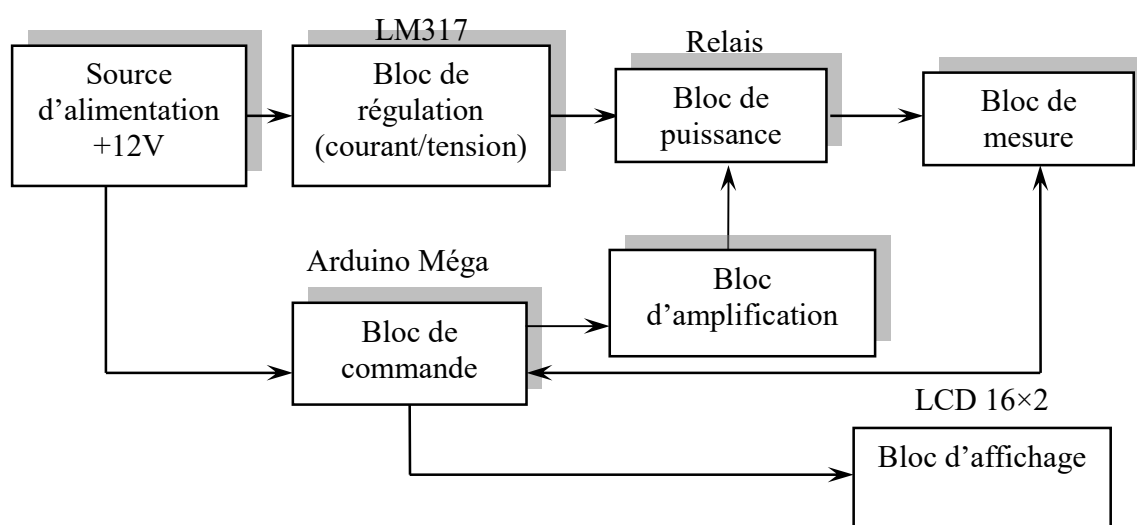 LM317
Relais
Source
d'alimentation
+12V
Bloc de
régulation
(courant/tension)
Bloc de
puissance
Bloc de
mesure
Arduino Méga
Bloc
d'amplification
Bloc de
commande
LCD 16×2
Bloc d'affichage